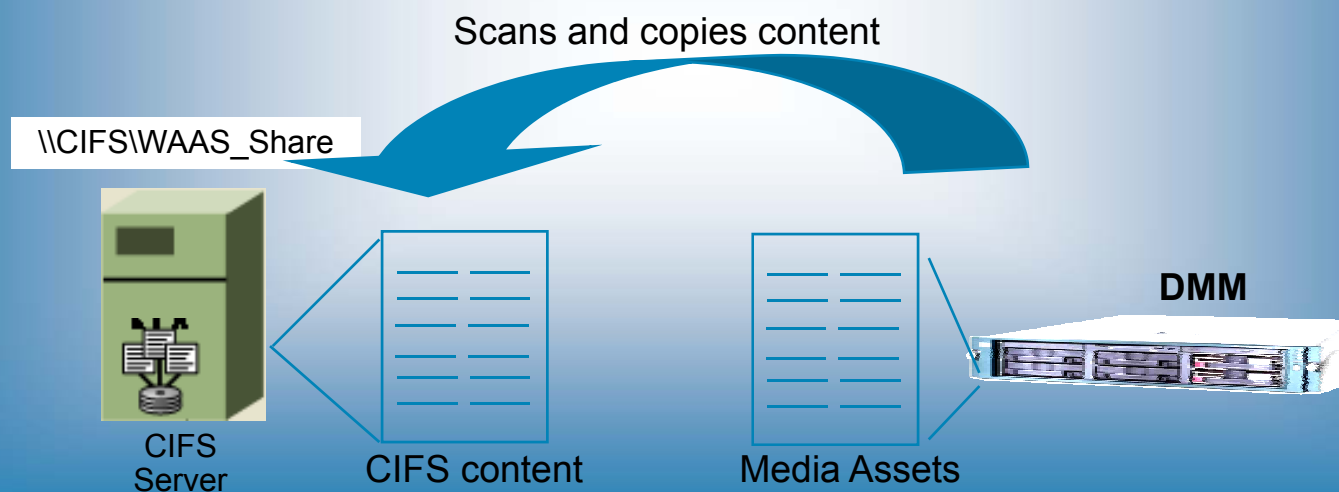 Scans and copies content
\\CIFS\WAAS_Share
DMM
CIFS
Server
CIFS content
Media Assets